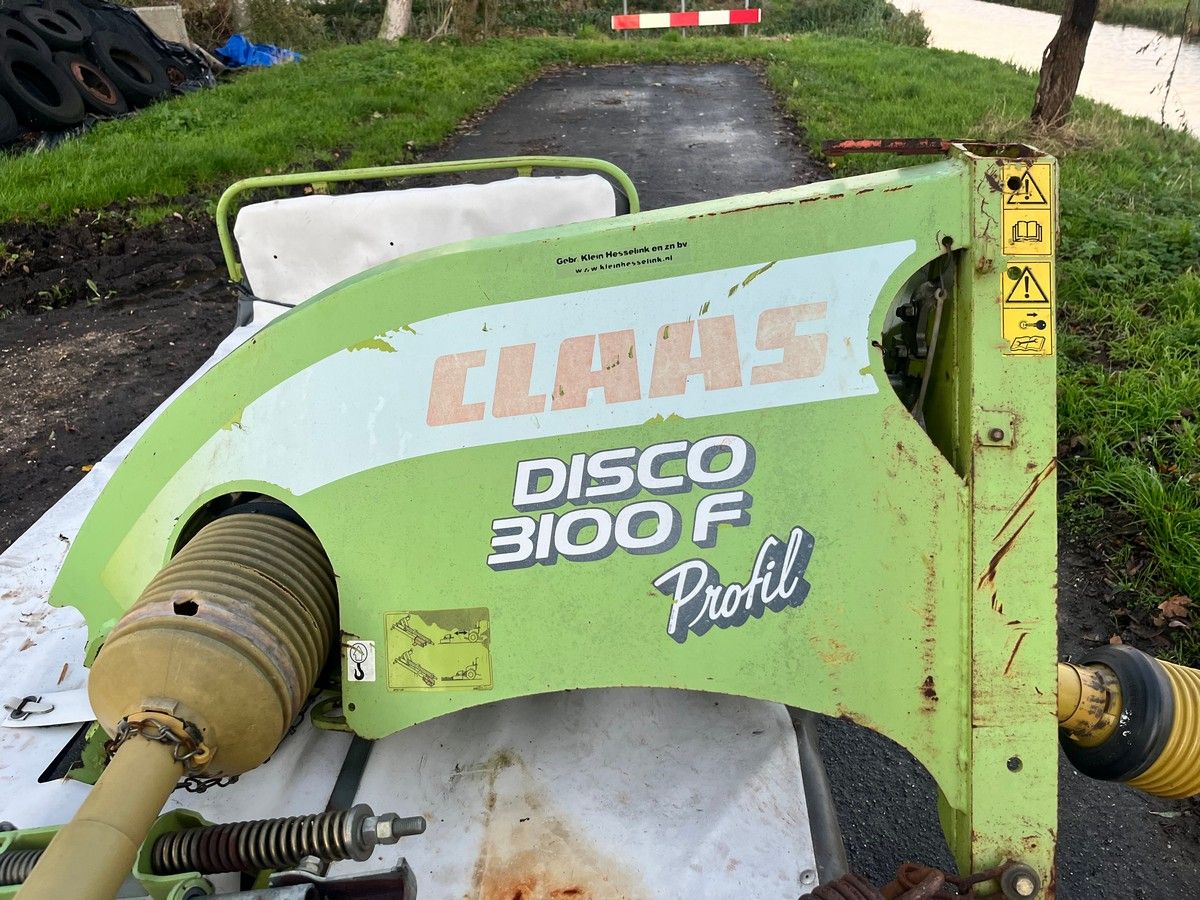 Gebr. Klein Hesselink en zn bv
www.kleinhesselink.nl
CLAAS
DISCO
3100 F
Profil